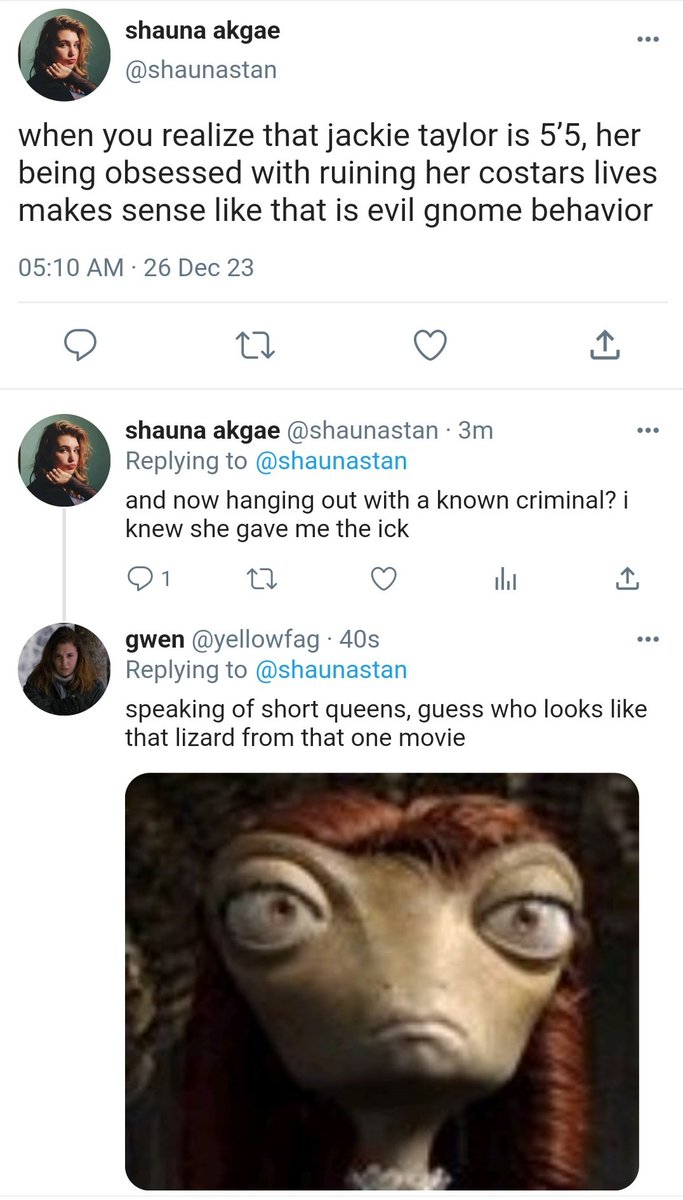 shauna akgae
@shaunastan
when you realize that jackie taylor is 5’5, her
being obsessed with ruining her costars lives
makes sense like that is evil gnome behavior
05:10 AM · 26 Dec 23
shauna akgae @shaunastan · 3m
Replying to @shaunastan
and now hanging out with a known criminal? i
knew she gave me the ick
1
gwen @yellowfag · 40s
Replying to @shaunastan
speaking of short queens, guess who looks like
that lizard from that one movie